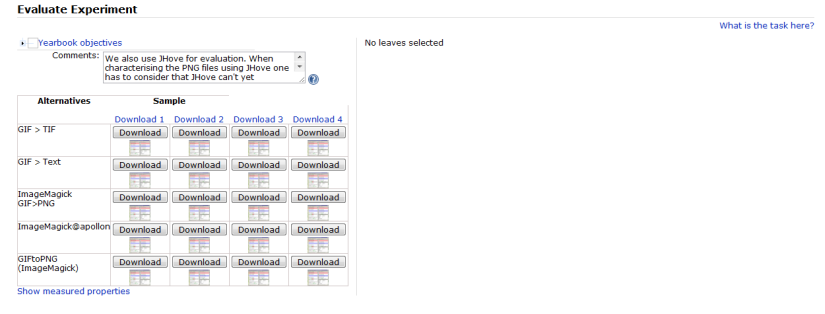 Evaluate Experiment
What is the task here?
Yearbook objectives
No leaves selected
Comments:
We also use JHove for evaluation. When
characterising the PNG files using JHove one
has to consider that JHove can't yet
Alternatives Sample
Download 1 Download 2 Download 3 Download 4
GIF > TIF Download Download Download Download
GIF > Text Download Download Download Download
ImageMagick
GIF>PNG
Download Download Download Download
ImageMagick@apollon Download Download Download Download
GIFtoPNG
(ImageMagick)
Download Download Download Download
Show measured properties